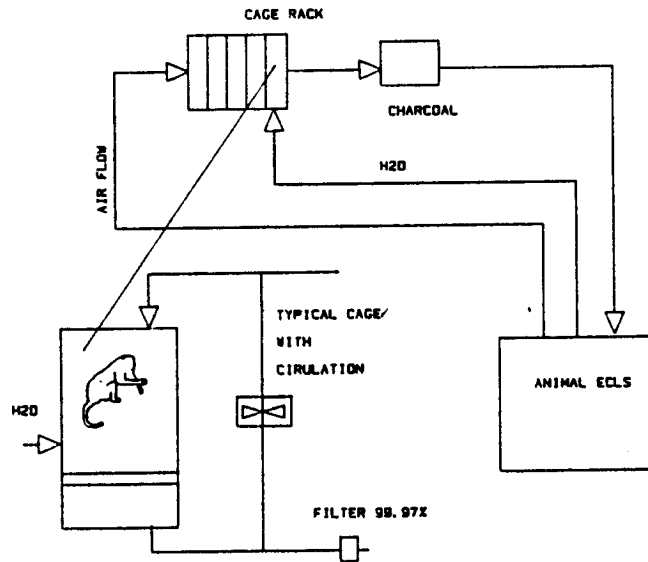 CAGE RACK
CHARCOAL
H2O
AIR FLOW
TYPICAL CAGE/
WITH
CIRULATION
ANIMAL ECLS
H2O
FILTER 99.97%